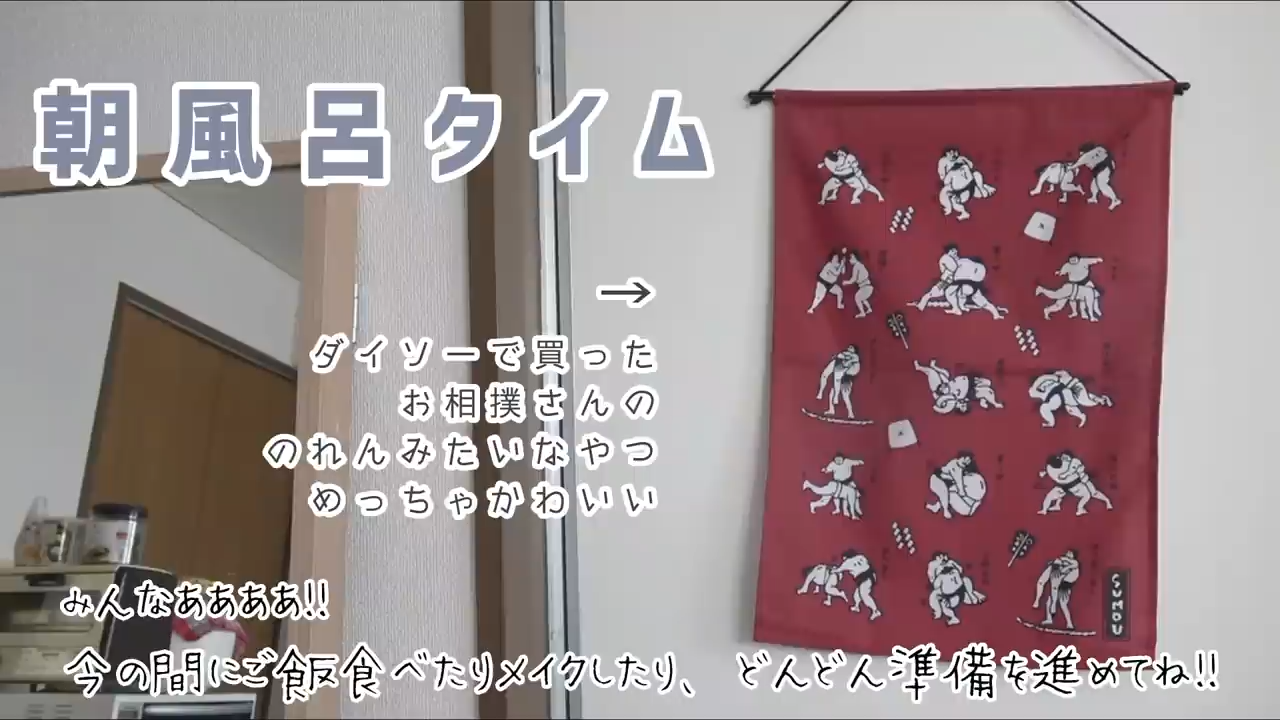 朝風呂タイム
→
ダイソーで買った
お相撲さんの
のれんみたいなやつ
めっちゃかわいい
みんなああああ!!
今の間にご飯食べたりメイクしたり、 どんどん準備を進めてね!!
SUMOU